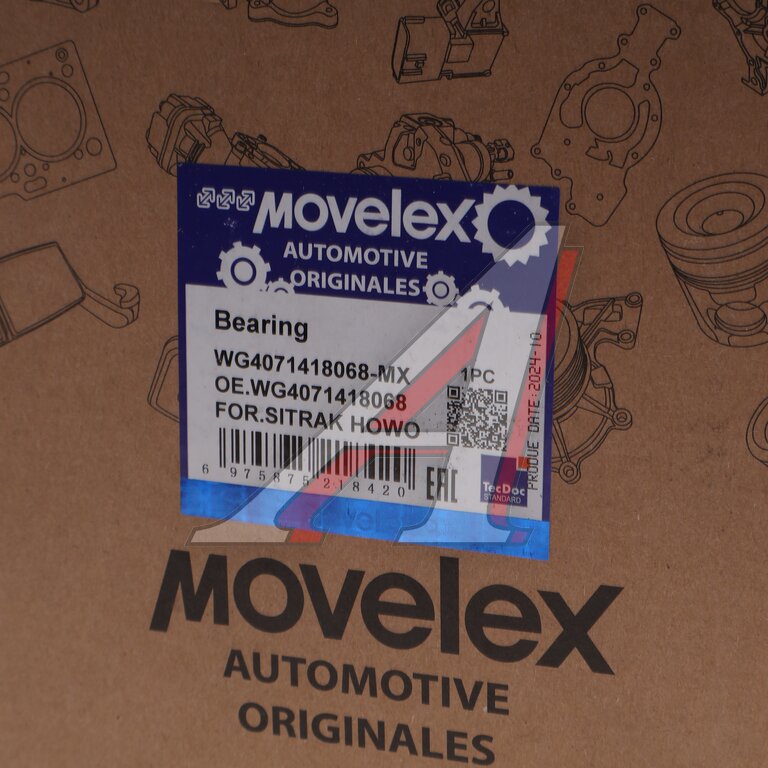 MOVelex
AUTOMOTIVE
ORIGINALES
Bearing
WG4071418068-MX
1PC
OE.WG4071418068
FOR.SITRAK HOWO
6 975875 218420
EAC
TecDoc
STANDARD
PRODUE DATE:2024-10
MOVelex
AUTOMOTIVE
ORIGINALES